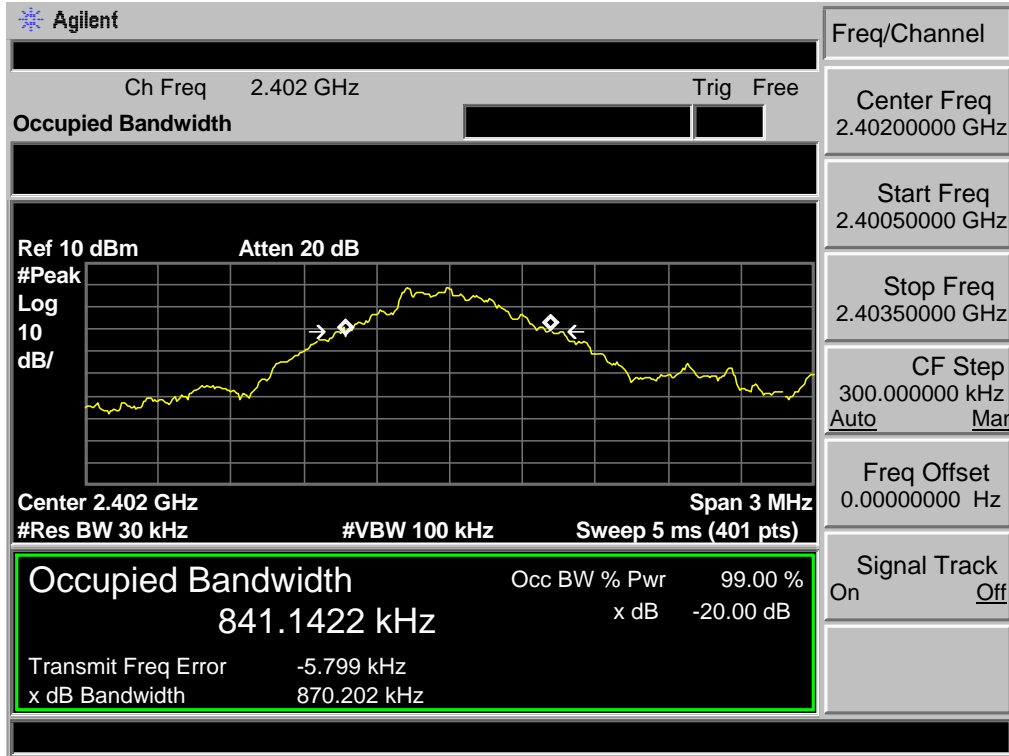 Agilent
Freq/Channel
Ch Freq 2.402 GHz Trig Free
Occupied Bandwidth
Center Freq
2.40200000 GHz
Start Freq
2.40050000 GHz
Stop Freq
2.40350000 GHz
CF Step
300.000000 kHz
Auto Man
Freq Offset
0.00000000 Hz
Signal Track
On Off
Ref 10 dBm Atten 20 dB
#Peak
Log
10
dB/
Center 2.402 GHz Span 3 MHz
#Res BW 30 kHz #VBW 100 kHz Sweep 5 ms (401 pts)
Occupied Bandwidth Occ BW % Pwr 99.00 %
841.1422 kHz x dB -20.00 dB
Transmit Freq Error -5.799 kHz
x dB Bandwidth 870.202 kHz